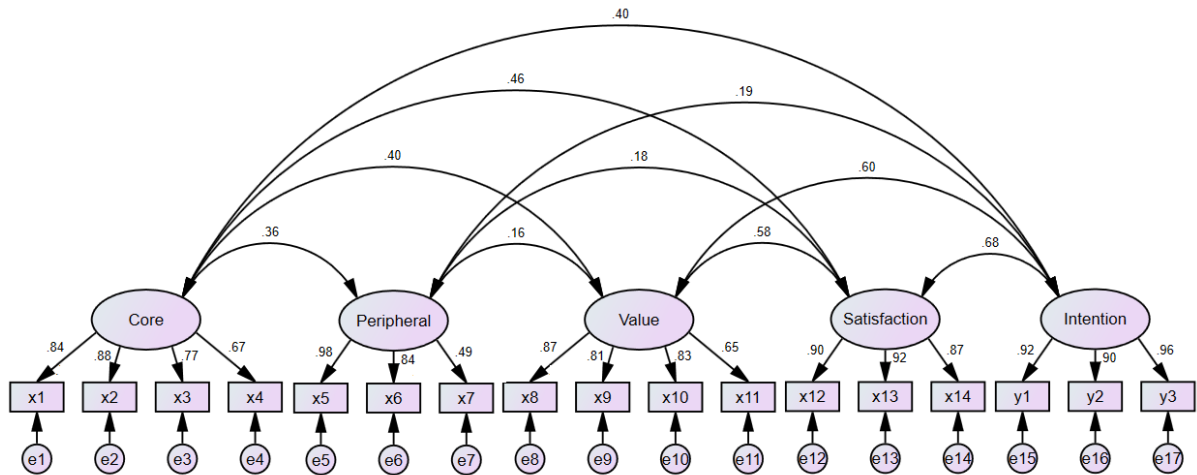 .40
.46
.19
.40
.18
.60
.36
.16
.58
.68
Core
Peripheral
Value
Satisfaction
Intention
.84 .88 .77 .67 .98 84 .49 .87 .81 .83 .65 .90 92 .87 .92 90 .96
x1 x2 x3 x4 x5 x6 x7 x8 x9 x10 x11 x12 x13 x14 y1 y2 y3
e1 e2 e3 e4 e5 e6 e7 e8 e9 e10 e11 e12 e13 e14 e15 e16 e17